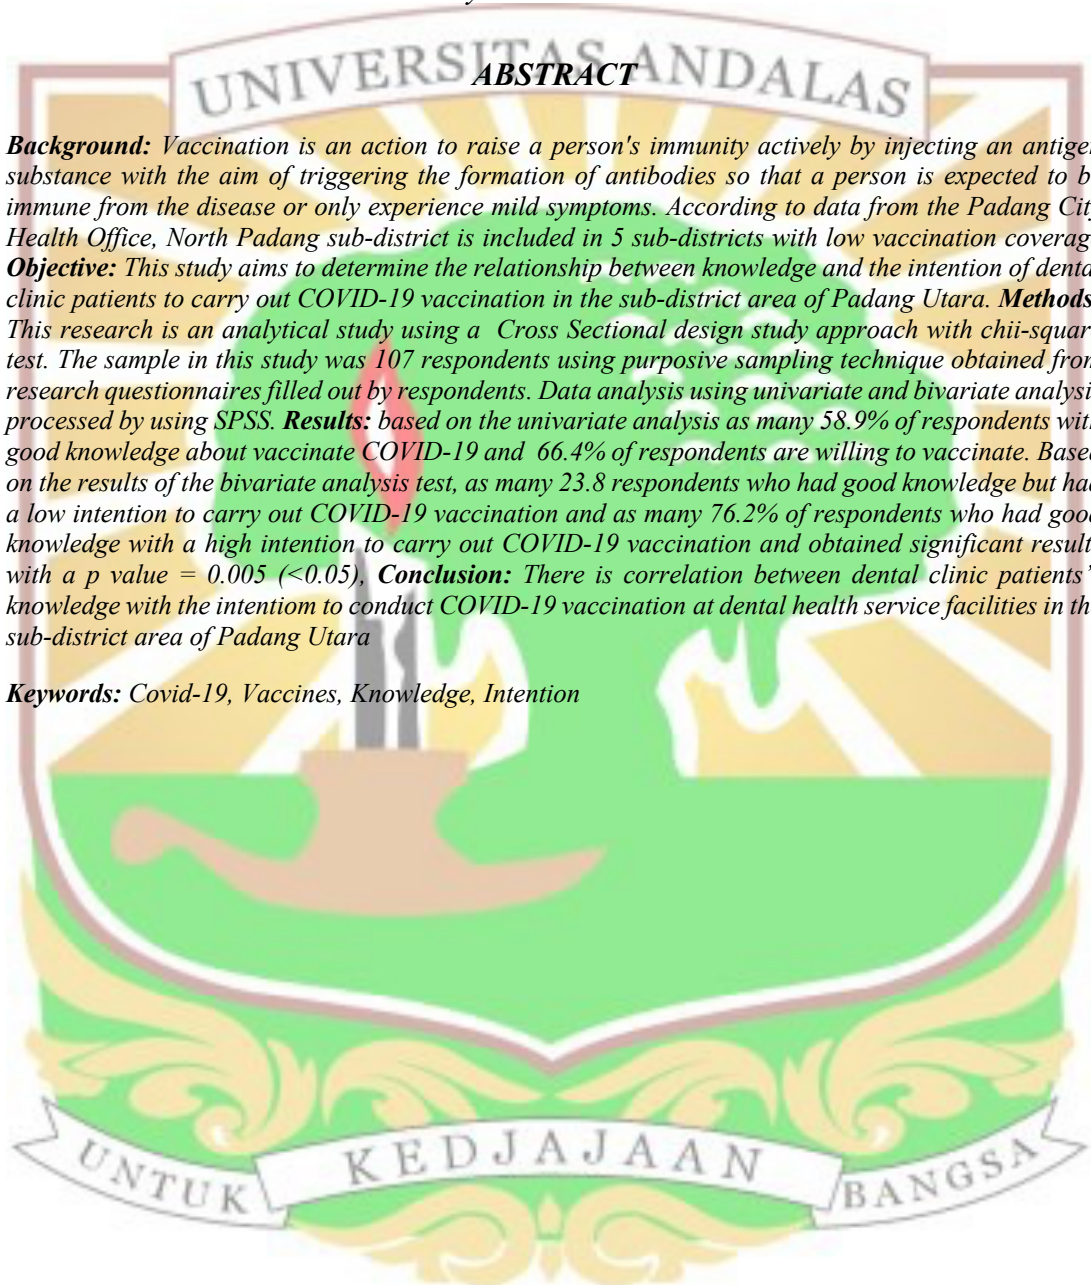 UNIVERSITAS ANDALAS
ABSTRACT
Background: Vaccination is an action to raise a person's immunity actively by injecting an antigen
substance with the aim of triggering the formation of antibodies so that a person is expected to b
immune from the disease or only experience mild symptoms. According to data from the Padang City
Health Office, North Padang sub-district is included in 5 sub-districts with low vaccination coverag
Objective: This study aims to determine the relationship between knowledge and the intention of denta
clinic patients to carry out COVID-19 vaccination in the sub-district area of Padang Utara. Methods
This research is an analytical study using a Cross Sectional design study approach with chii-squar
test. The sample in this study was 107 respondents using purposive sampling technique obtained from
research questionnaires filled out by respondents. Data analysis using univariate and bivariate analysi
processed by using SPSS. Results: based on the univariate analysis as many 58.9% of respondents with
good knowledge about vaccinate COVID-19 and 66.4% of respondents are willing to vaccinate. Based
on the results of the bivariate analysis test, as many 23.8 respondents who had good knowledge but had
a low intention to carry out COVID-19 vaccination and as many 76.2% of respondents who had good
knowledge with a high intention to carry out COVID-19 vaccination and obtained significant result
with a p value = 0.005 (<0.05), Conclusion: There is correlation between dental clinic patients'
knowledge with the intentiom to conduct COVID-19 vaccination at dental health service facilities in th
sub-district area of Padang Utara
Keywords: Covid-19, Vaccines, Knowledge, Intention
UNTUK KEDJAJAAN BANGSA